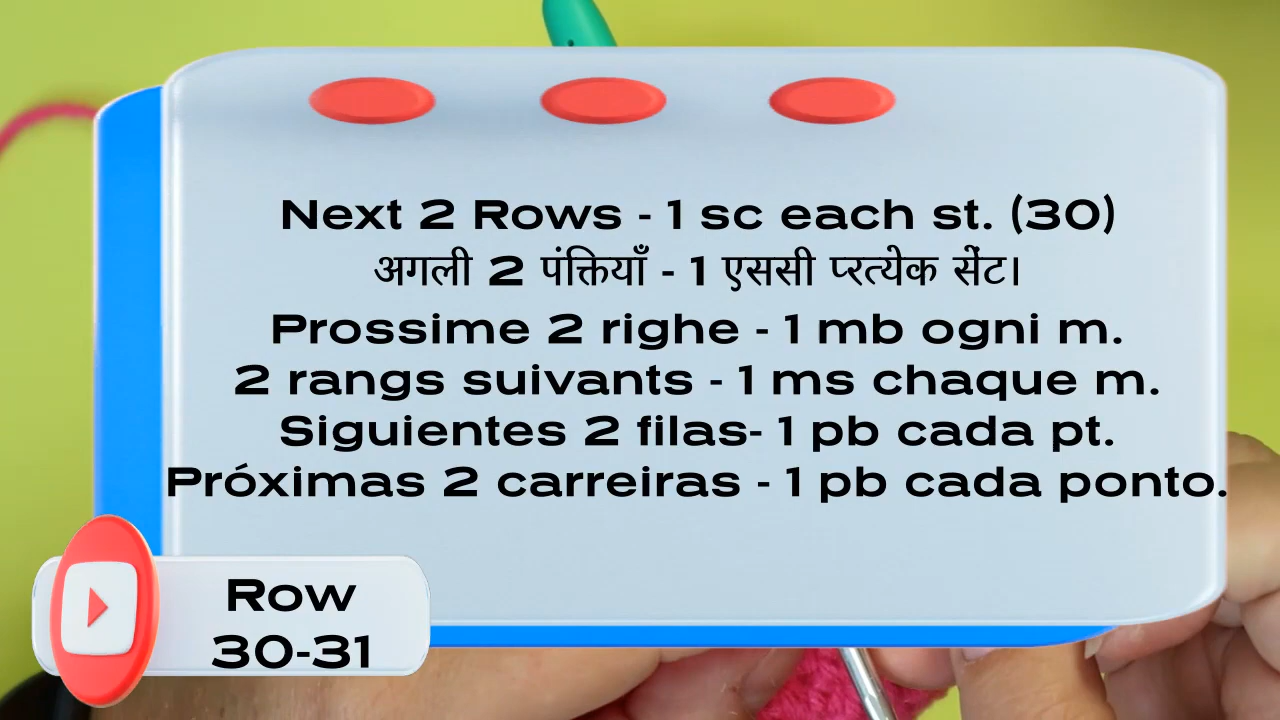 Next 2 Rows - 1 sc each st. (30)
अगली 2 पंक्तियाँ - 1 एससी प्रत्येक सेंट।
Prossime 2 righe - 1 mb ogni m.
2 rangs suivants - 1 ms chaque m.
Siguientes 2 filas- 1 pb cada pt.
Próximas 2 carreiras - 1 pb cada ponto.
Row
30-31